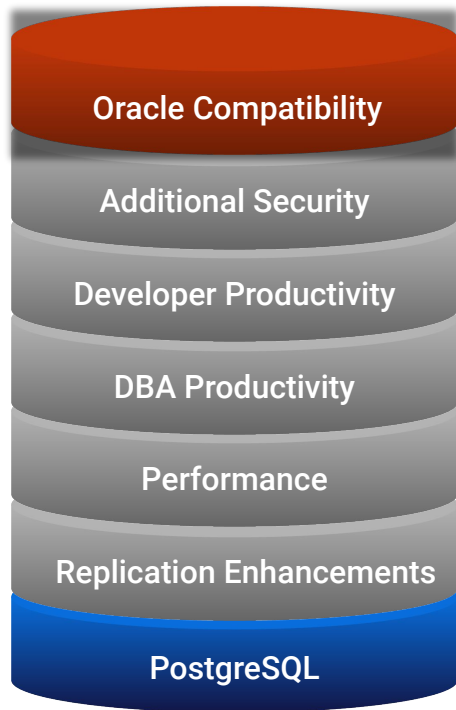 Oracle Compatibility
Additional Security
Developer Productivity
DBA Productivity
Performance
Replication Enhancements
PostgreSQL